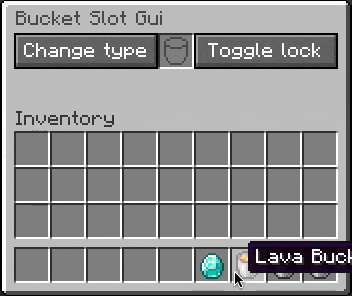 Bucket Slot Gui
Change type
Toggle lock
Inventory
Lava Buck